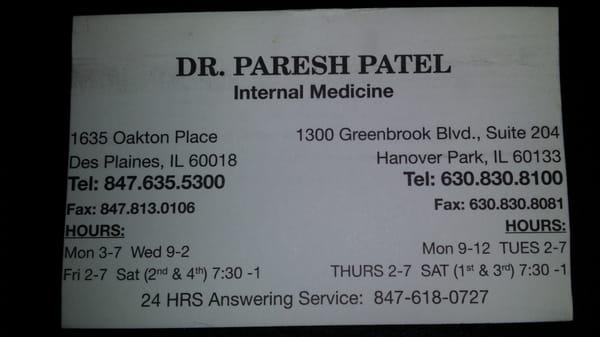 DR. PARESH PATEL
Internal Medicine
1635 Oakton Place
Des Plaines, IL 60018
Tel: 847.635.5300
Fax: 847.813.0106
HOURS:
Mon 3-7 Wed 9-2
Fri 2-7 Sat (2nd & 4th) 7:30 -1
1300 Greenbrook Blvd., Suite 204
Hanover Park, IL 60133
Tel: 630.830.8100
Fax: 630.830.8081
HOURS:
Mon 9-12 TUES 2-7
THURS 2-7 SAT (1st & 3rd) 7:30 -1
24 HRS Answering Service: 847-618-0727